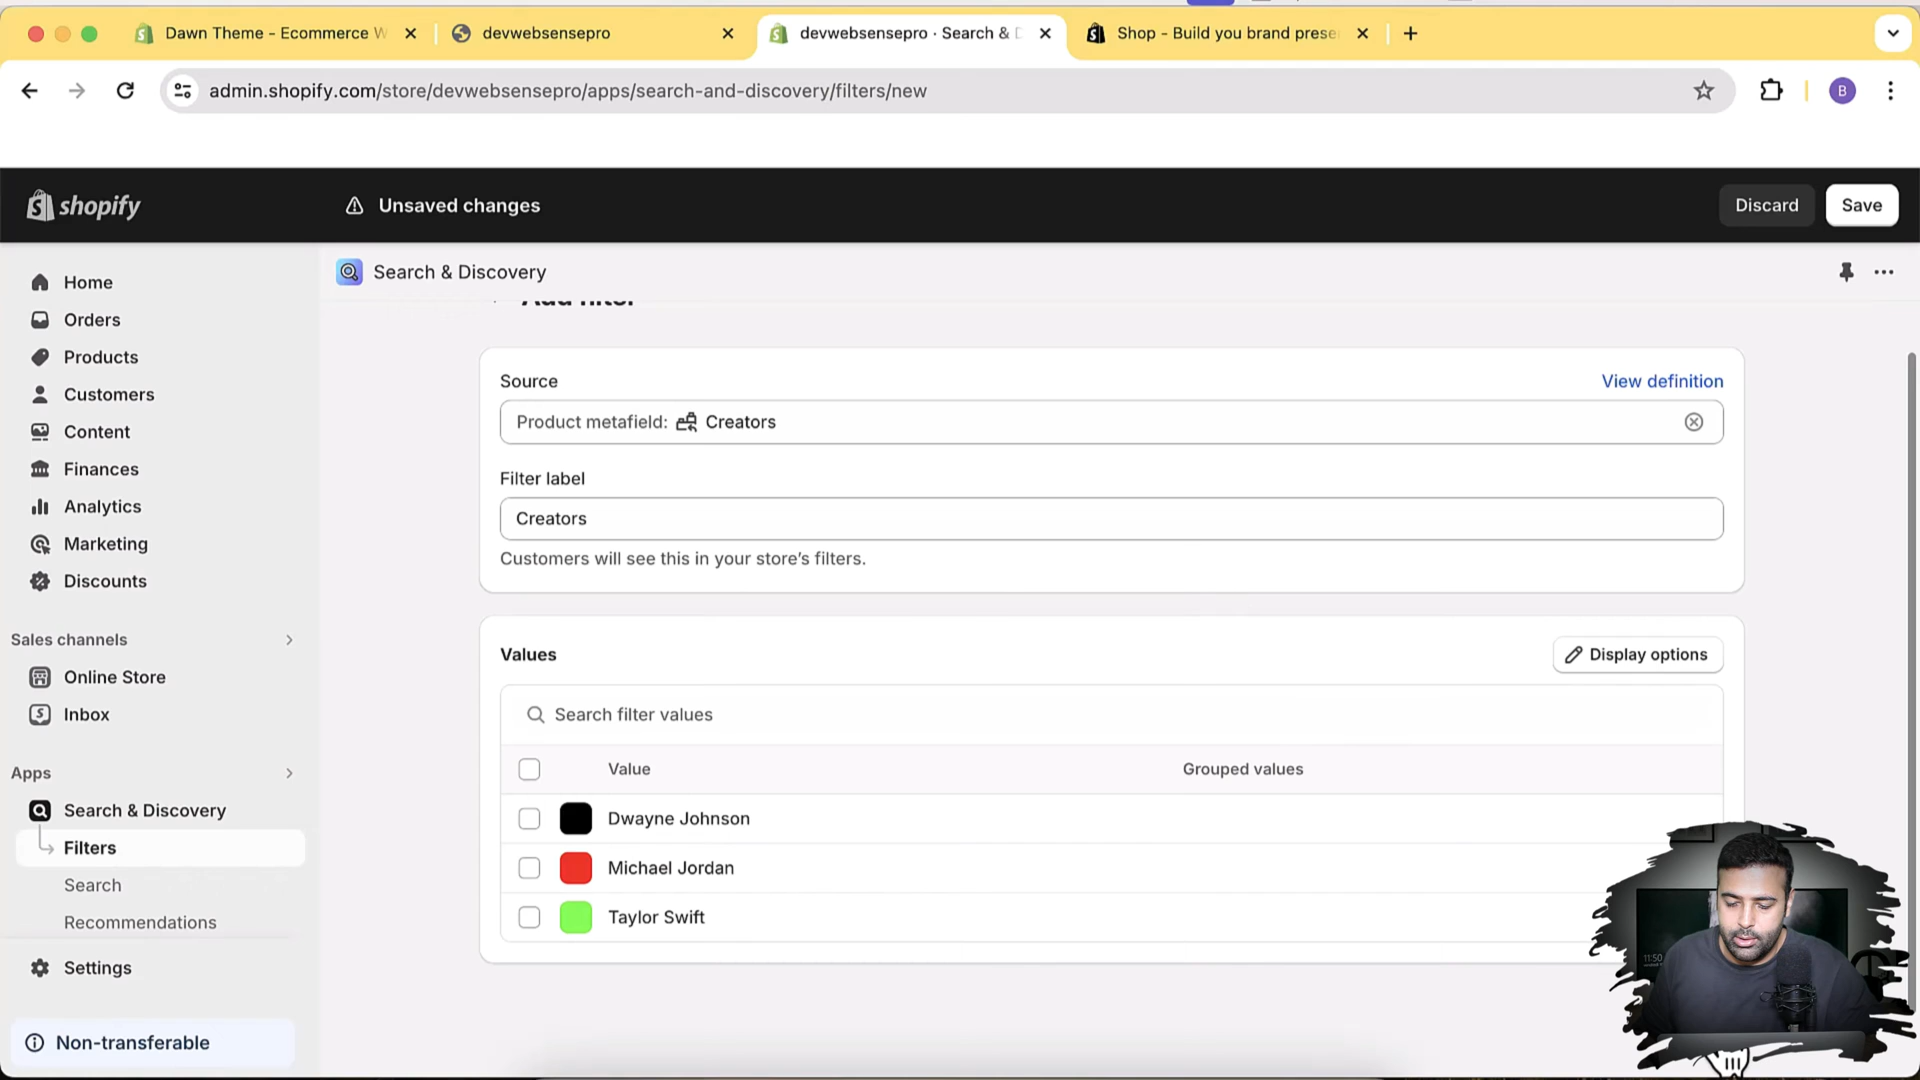 Dawn Theme - Ecommerce W
devwebsensepro
devwebsensepro · Search & D
Shop - Build you brand prese
admin.shopify.com/store/devwebsensepro/apps/search-and-discovery/filters/new
B
shopify
Unsaved changes
Discard
Save
Search & Discovery
Add filter
Home
Orders
Products
Customers
Content
Finances
Analytics
Marketing
Discounts
Sales channels
Online Store
Inbox
Apps
Search & Discovery
Filters
Search
Recommendations
Settings
Non-transferable
Source
View definition
Product metafield: Creators
Filter label
Creators
Customers will see this in your store’s filters.
Values
Display options
Search filter values
Value
Grouped values
Dwayne Johnson
Michael Jordan
Taylor Swift
11:50